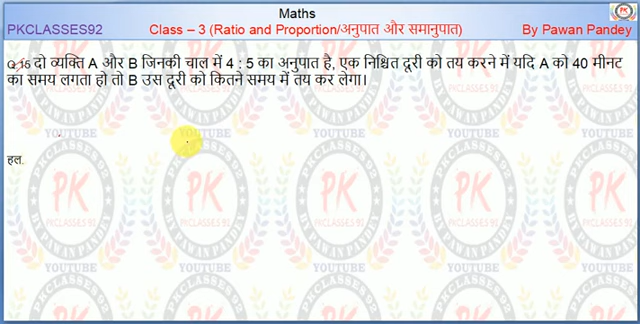 Maths
PKCLASSES92 Class – 3 (Ratio and Proportion/अनुपात और समानुपात) By Pawan Pandey
Q.16 दो व्यक्ति A और B जिनकी चाल में 4 : 5 का अनुपात है, एक निश्चित दूरी को तय करने में यदि A को 40 मीनट
का समय लगता हो तो B उस दूरी को कितने समय में तय कर लेगा।
हल.